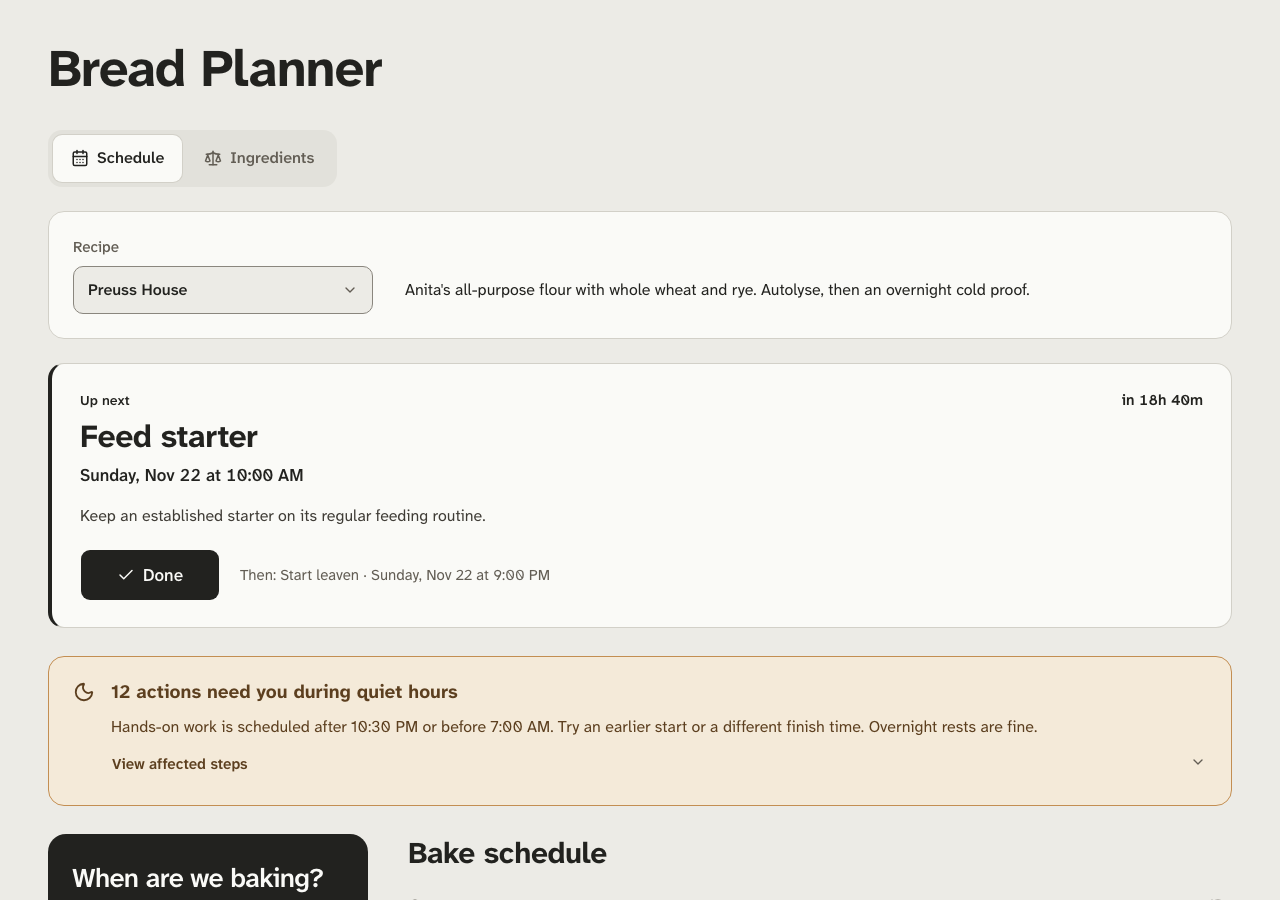 Bread Planner
Schedule
Ingredients
Recipe
Preuss House
Anita's all-purpose flour with whole wheat and rye. Autolyse, then an overnight cold proof.
Up next
in 18h 40m
Feed starter
Sunday, Nov 22 at 10:00 AM
Keep an established starter on its regular feeding routine.
Done
Then: Start leaven · Sunday, Nov 22 at 9:00 PM
12 actions need you during quiet hours
Hands-on work is scheduled after 10:30 PM or before 7:00 AM. Try an earlier start or a different finish time. Overnight rests are fine.
View affected steps
When are we baking?
Bake schedule